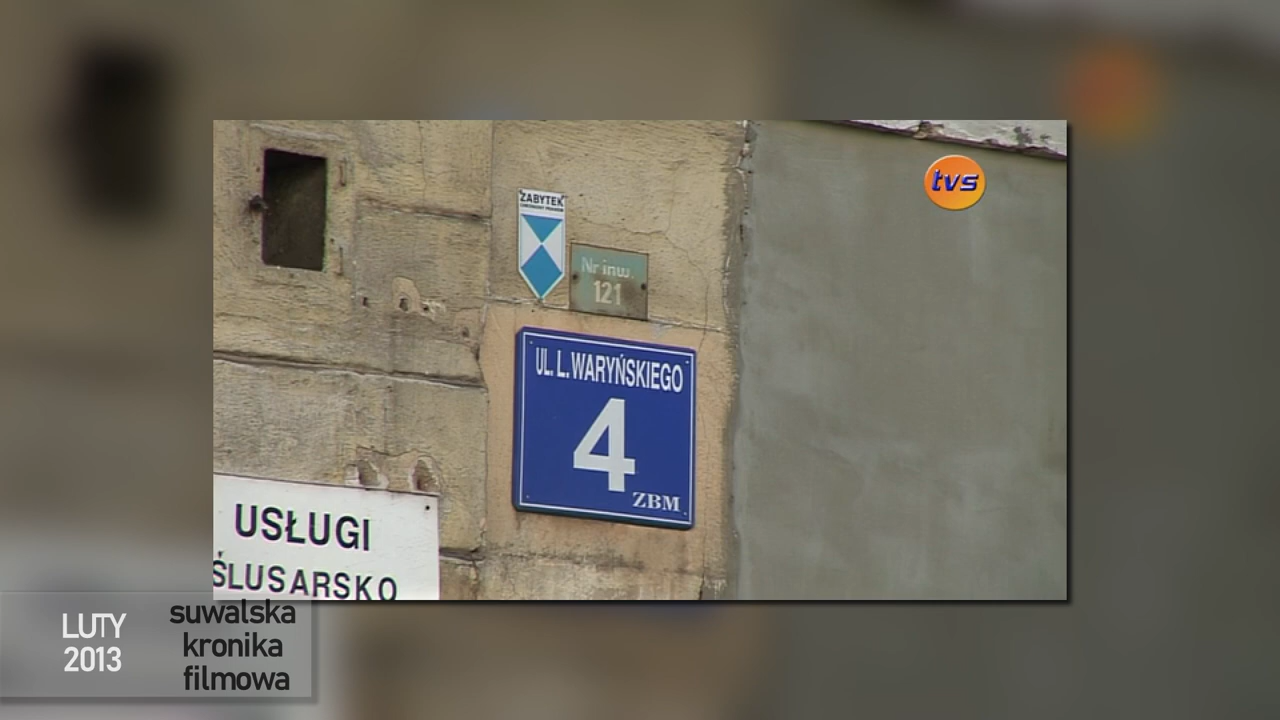 tvs
ZABYTEK
Nr inw.
121
UL. L. WARYŃSKIEGO
4
ZBM
USŁUGI
ŚLUSARSKO
LUTY
2013
suwalska
kronika
filmowa